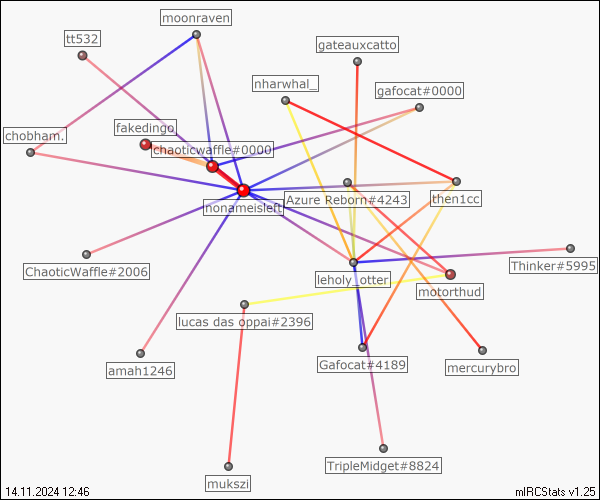 moonraven
tt532
gateauxcatto
nharwhal_
gafocat#0000
fakedingo
chobham.
chaoticwaffle#0000
nonameisleft
Azure Reborn#4243
then1cc
ChaoticWaffle#2006
leholy_otter
Thinker#5995
motorthud
lucas das oppai#2396
amah1246
Gafocat#4189
mercurybro
TripleMidget#8824
mukszi
14.11.2024 12:46
mIRCStats v1.25